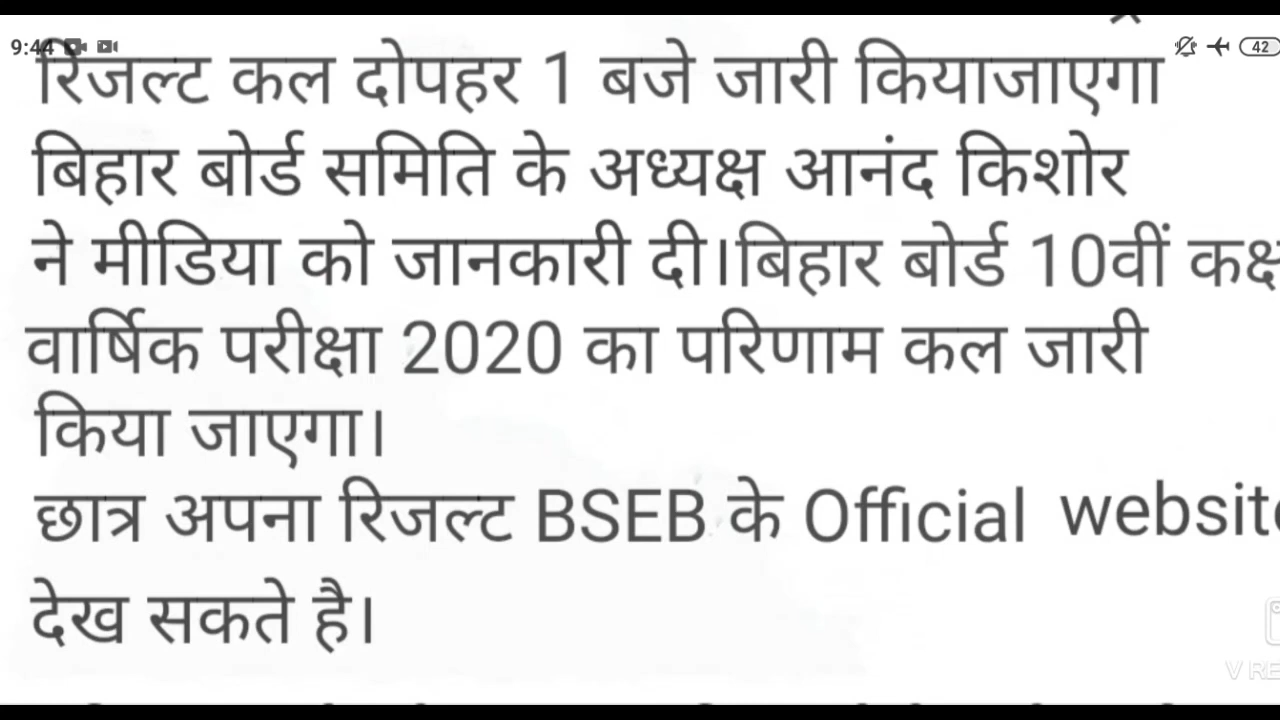 9:44
42
रिजल्ट कल दोपहर 1 बजे जारी कियाजाएगा
बिहार बोर्ड समिति के अध्यक्ष आनंद किशोर
ने मीडिया को जानकारी दी।बिहार बोर्ड 10वीं
वार्षिक परीक्षा 2020 का परिणाम कल जारी
किया जाएगा।
छात्र अपना रिजल्ट BSEB के Official
देख सकते है।
V RE